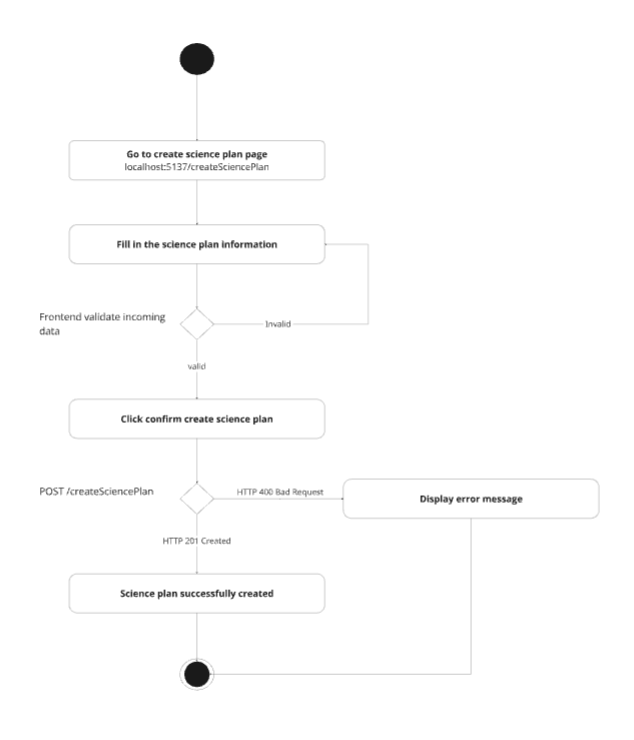 Go to create science plan page
localhost:5137/createSciencePlan
Fill in the science plan information
Frontend validate incoming
data
Invalid
valid
Click confirm create science plan
POST /createSciencePlan
HTTP 400 Bad Request
Display error message
HTTP 201 Created
Science plan successfully created